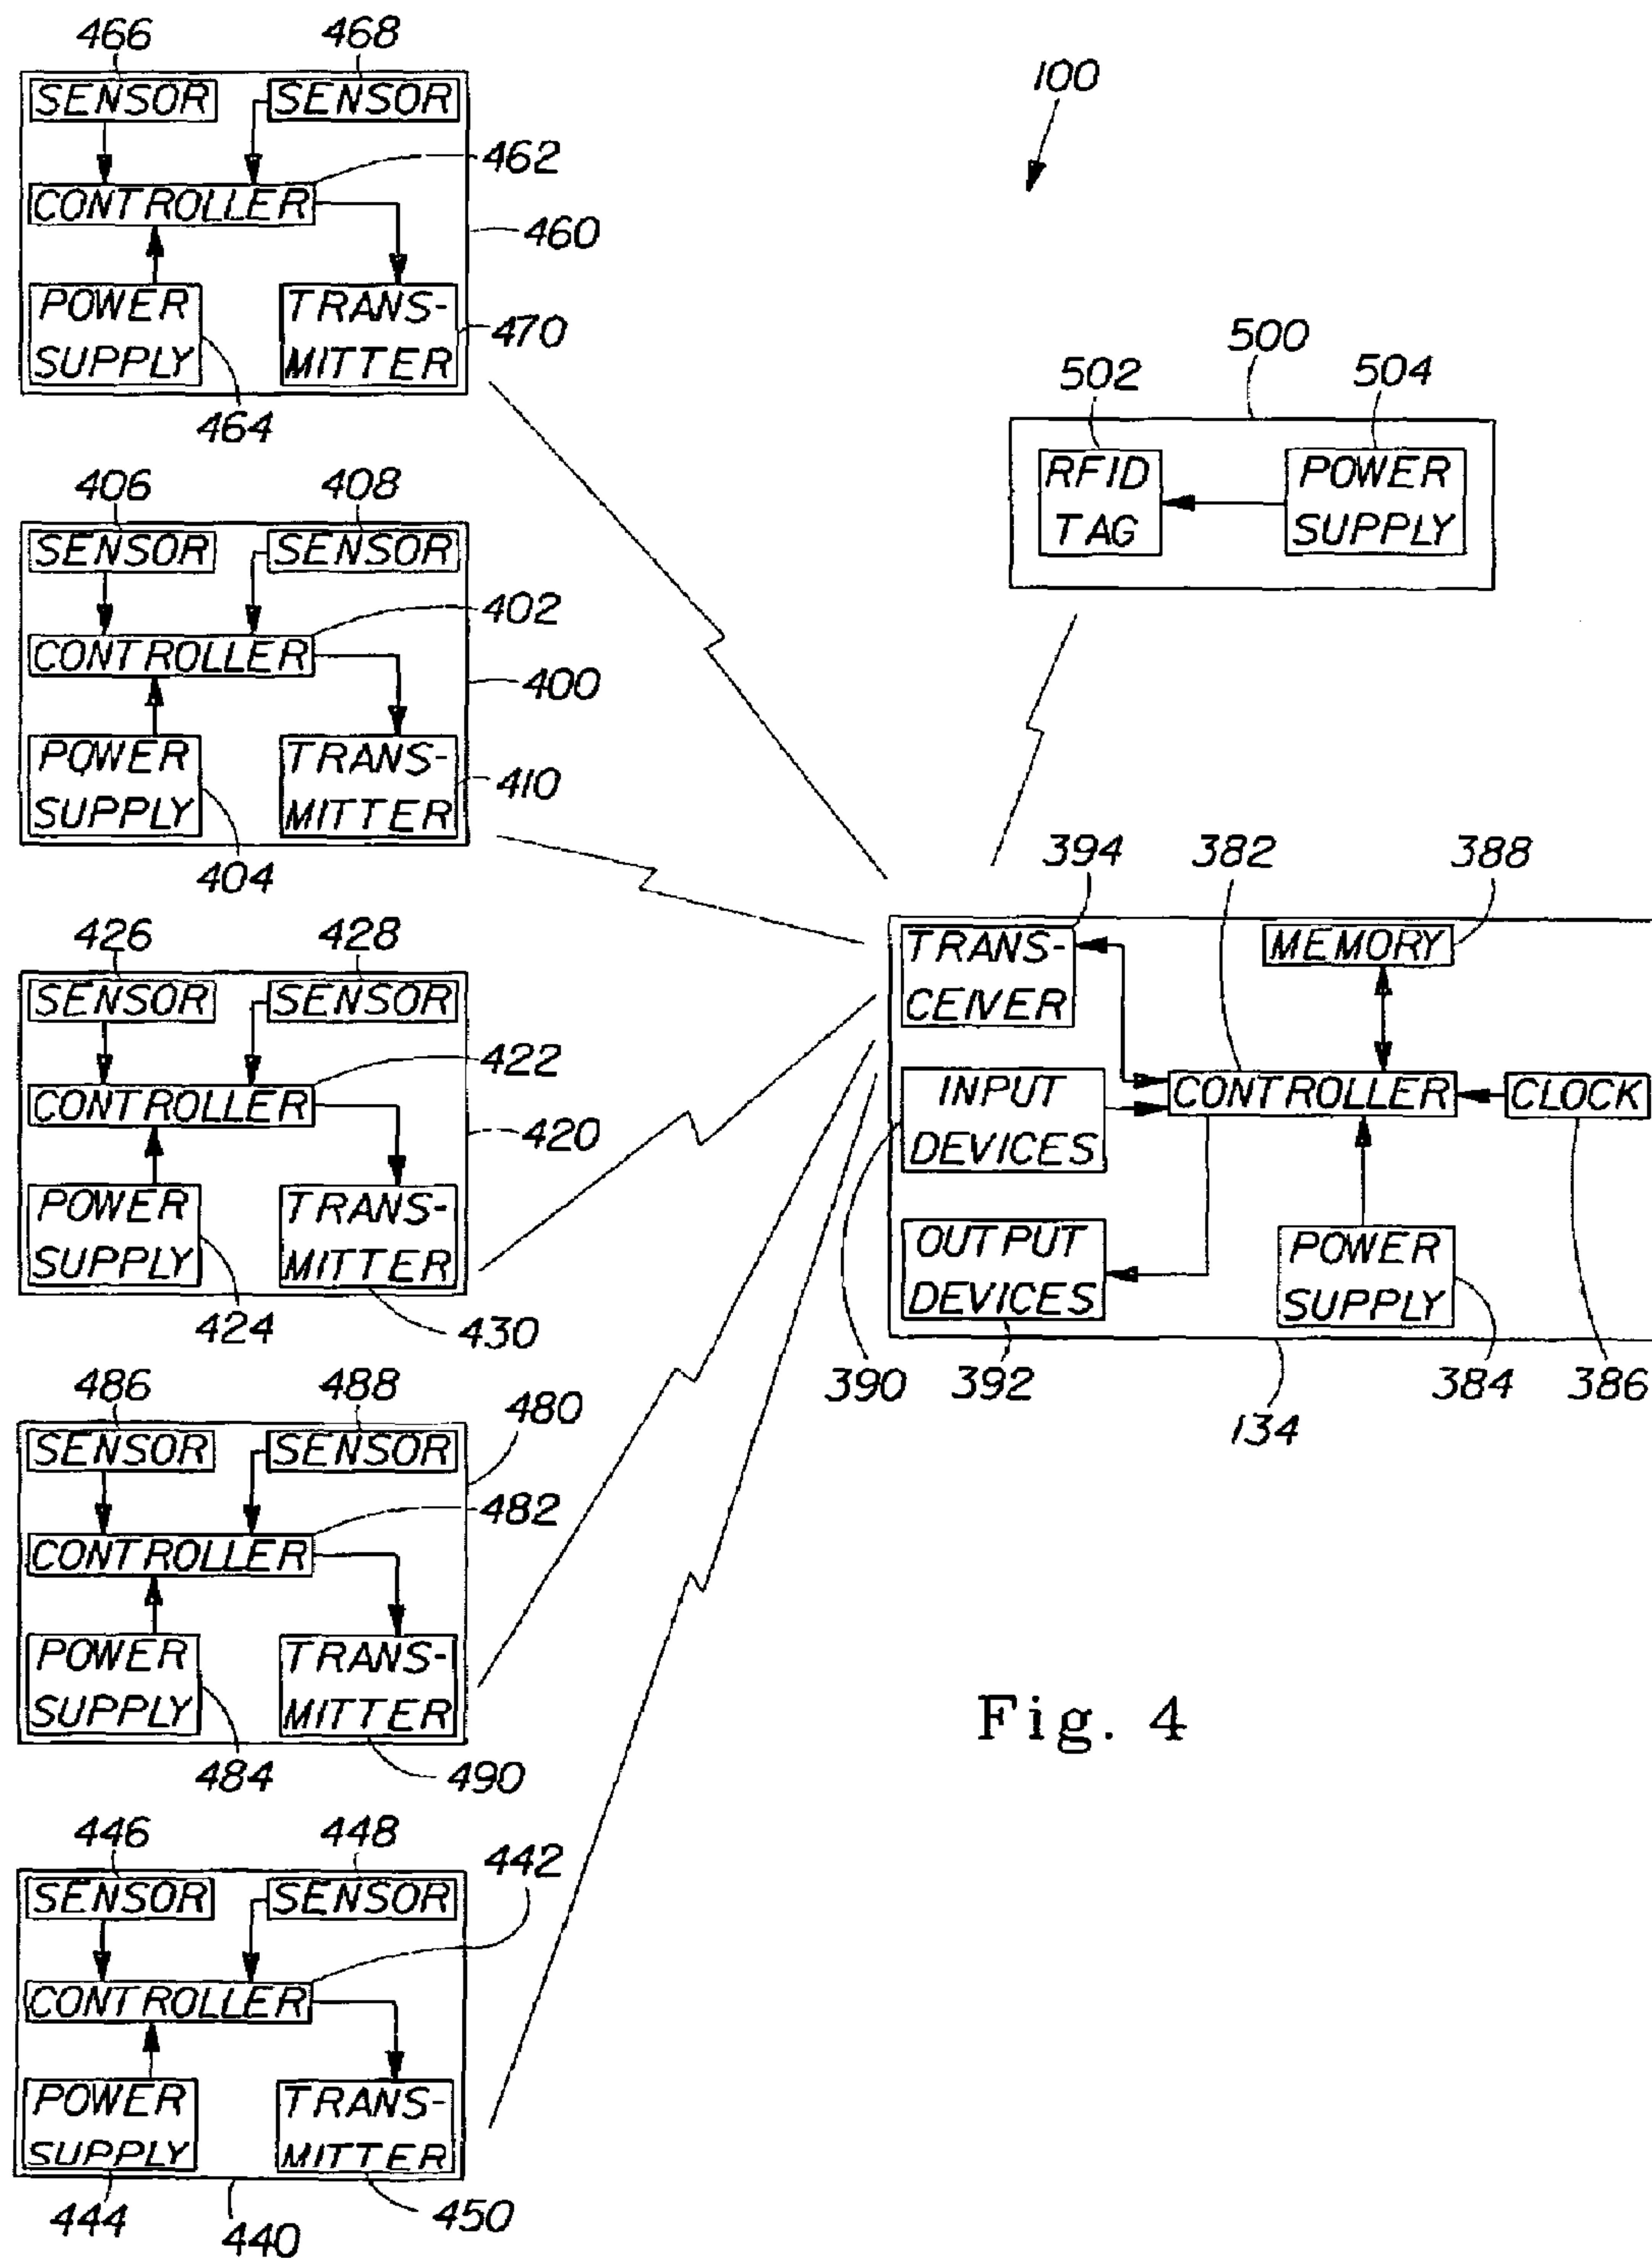 466 468
SENSOR SENSOR
462
CONTROLLER
460
POWER
SUPPLY
TRANS-
MITTER
470
464
406 408
SENSOR SENSOR
402
CONTROLLER
400
POWER
SUPPLY
TRANS-
MITTER
410
404
426 428
SENSOR SENSOR
422
CONTROLLER
420
POWER
SUPPLY
TRANS-
MITTER
424
430
486 488
480
SENSOR SENSOR
482
CONTROLLER
POWER
SUPPLY
TRANS-
MITTER
484
490
446 448
442
SENSOR SENSOR
CONTROLLER
POWER
SUPPLY
TRANS-
MITTER
444
440
450
100
500
502 504
RFID
TAG
POWER
SUPPLY
394 382 388
TRANS-
CEIVER
MEMORY
INPUT
DEVICES
CONTROLLER
CLOCK
OUTPUT
DEVICES
POWER
SUPPLY
390 392 384 386
134
Fig. 4